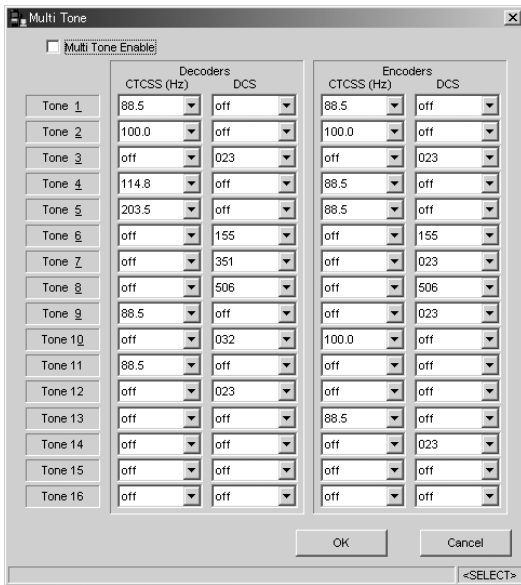 Multi Tone
Multi Tone Enable
Decoders Encoders
CTCSS (Hz) DCS CTCSS (Hz) DCS
Tone 1 88.5 off 88.5 off
Tone 2 100.0 off 100.0 off
Tone 3 off 023 off 023
Tone 4 114.8 off 88.5 off
Tone 5 203.5 off 88.5 off
Tone 6 off 155 off 155
Tone 7 off 351 off 023
Tone 8 off 506 off 506
Tone 9 88.5 off off 023
Tone 10 off 032 100.0 off
Tone 11 88.5 off off off
Tone 12 off 023 off off
Tone 13 off off 88.5 off
Tone 14 off off off 023
Tone 15 off off off off
Tone 16 off off off off
OK Cancel
<SELECT>